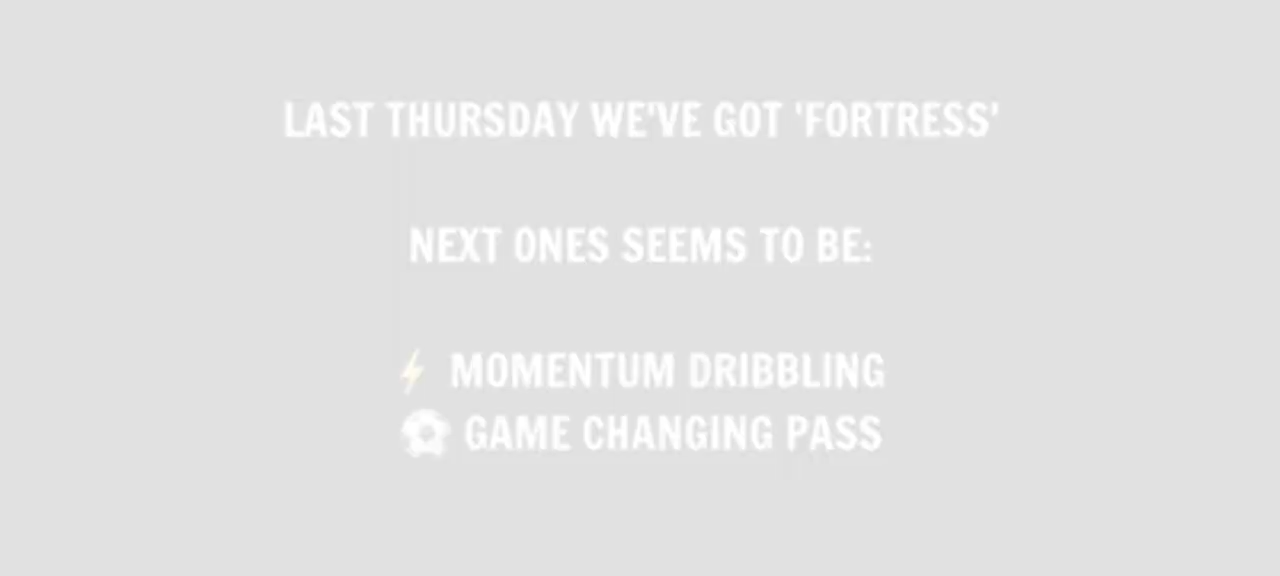 LAST THURSDAY WE'VE GOT 'FORTRESS'
NEXT ONES SEEMS TO BE:
⚡ MOMENTUM DRIBBLING
⚽ GAME CHANGING PASS